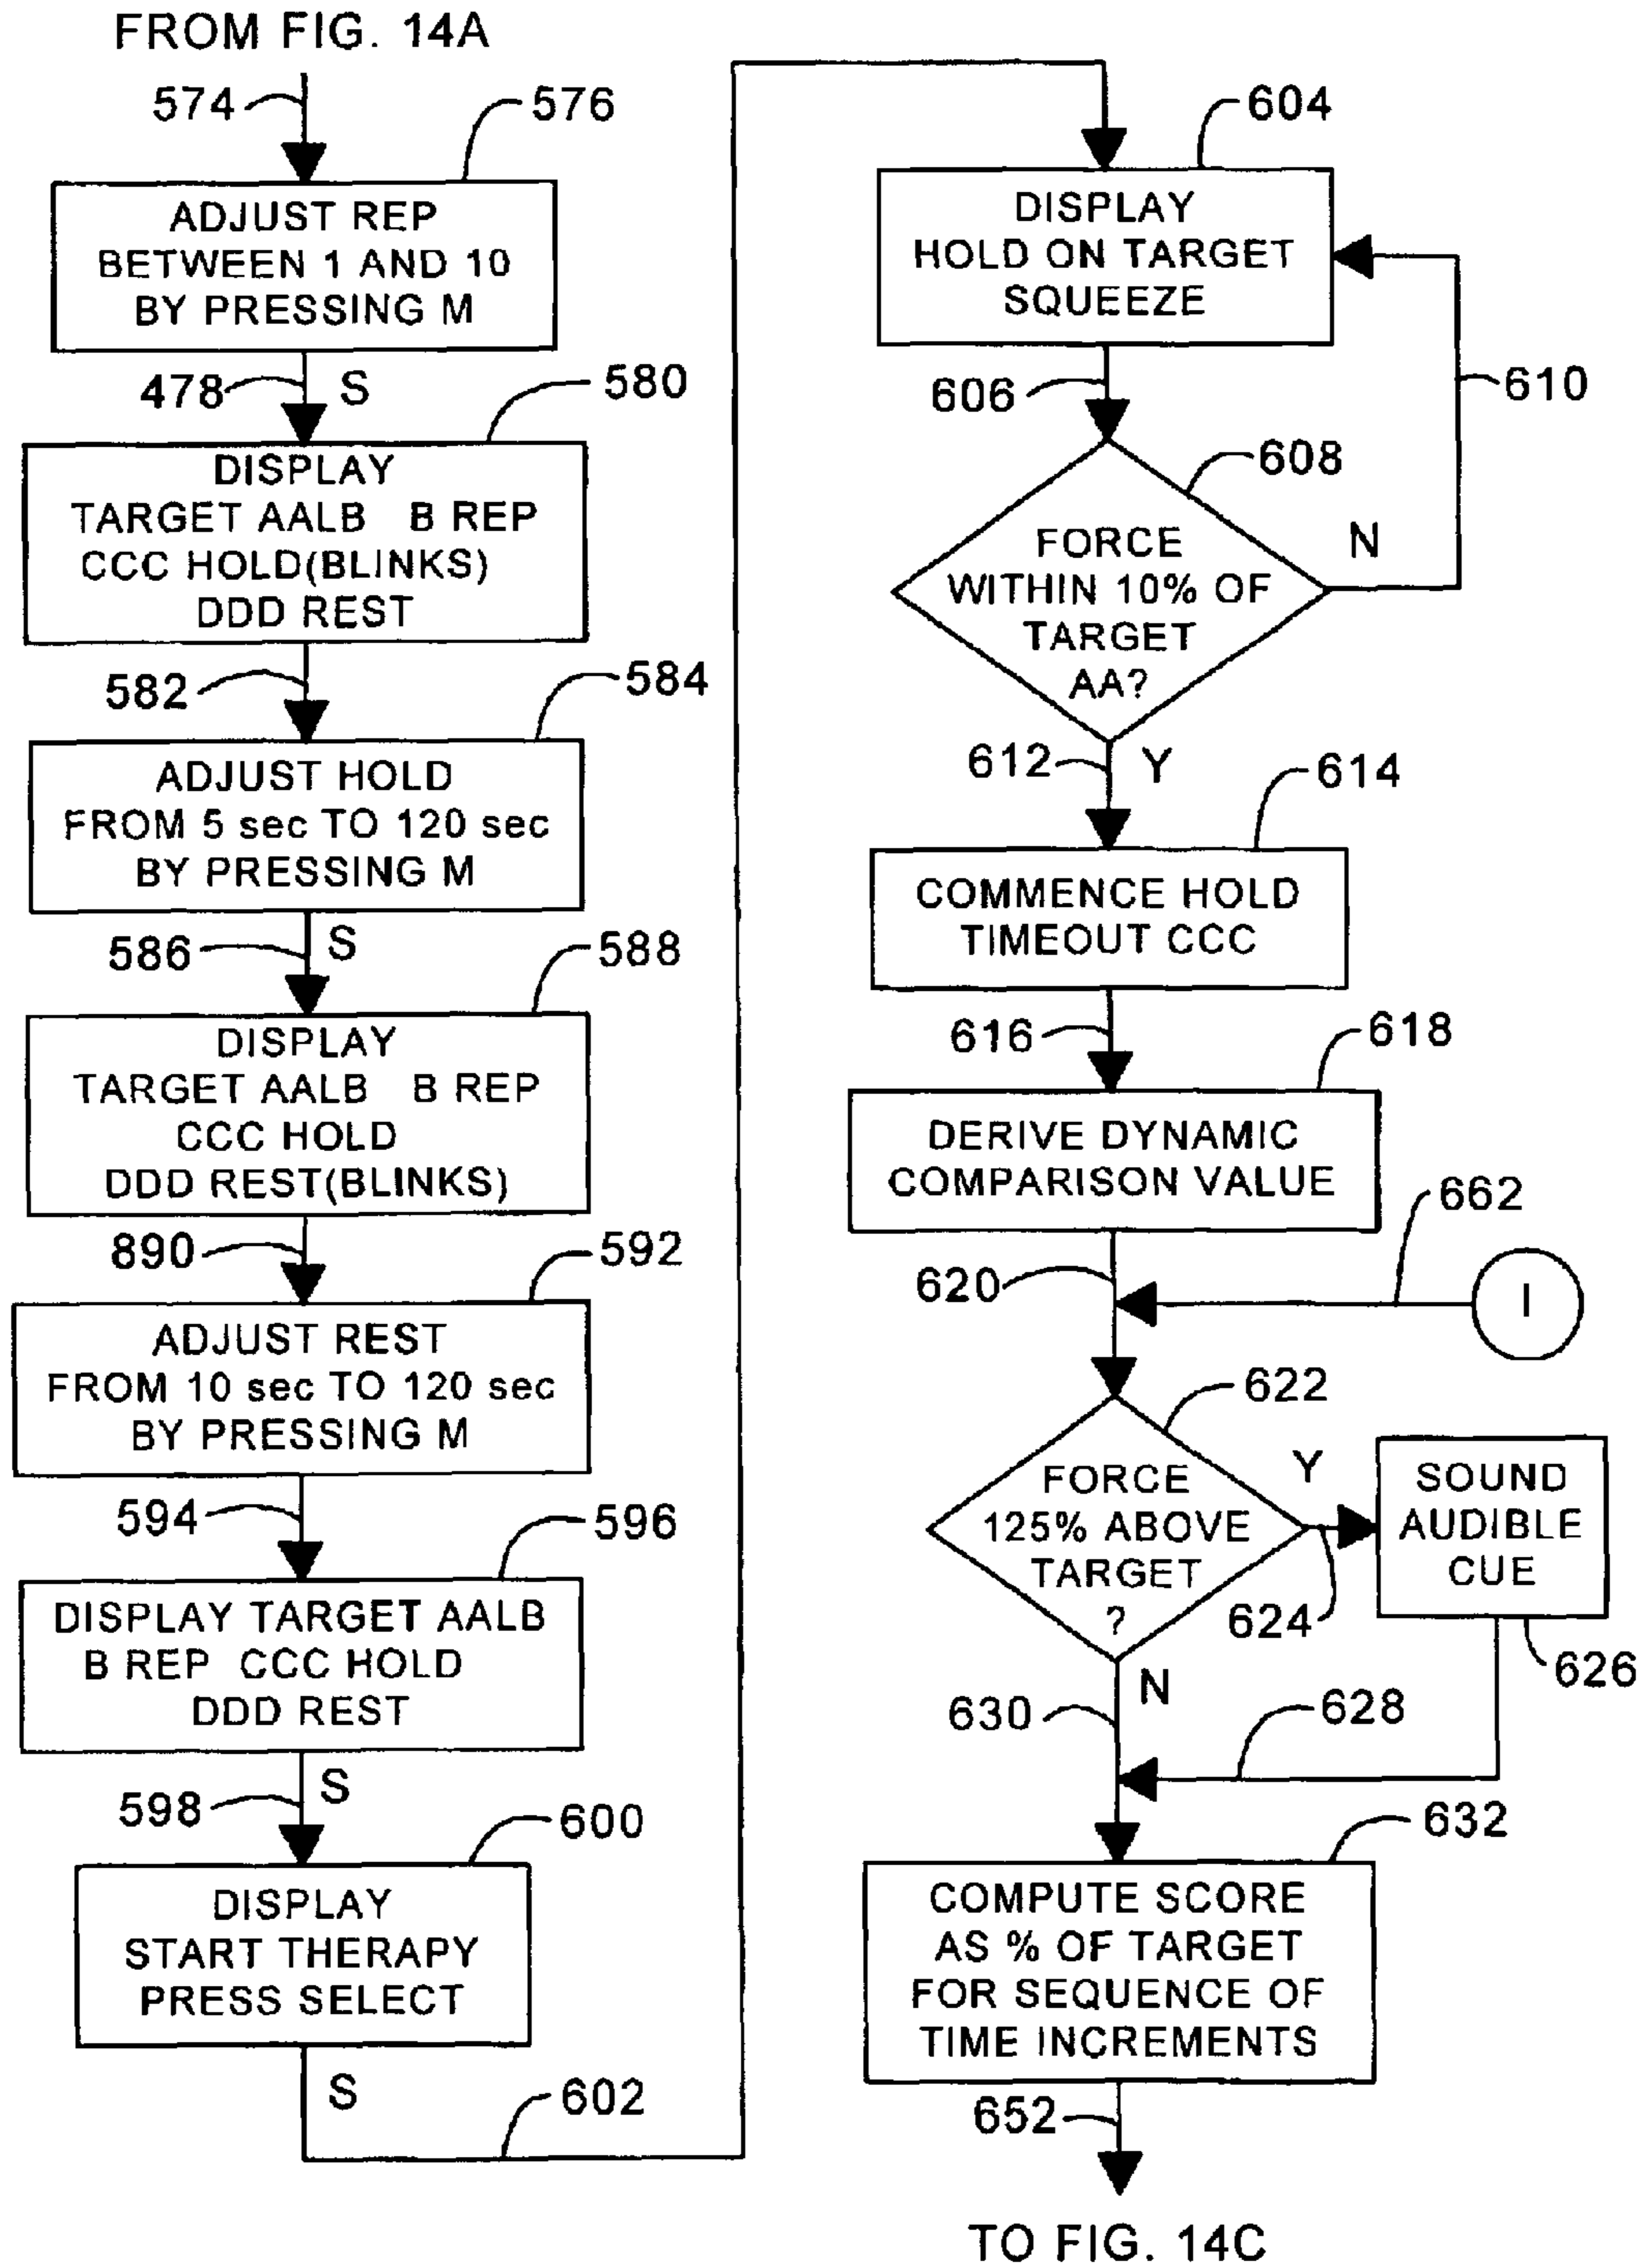 FROM FIG. 14A
574
576
ADJUST REP
BETWEEN 1 AND 10
BY PRESSING M
478
S
580
DISPLAY
TARGET AALB B REP
CCC HOLD(BLINKS)
DDD REST
582
584
ADJUST HOLD
FROM 5 sec TO 120 sec
BY PRESSING M
586
S
588
DISPLAY
TARGET AALB B REP
CCC HOLD
DDD REST(BLINKS)
890
592
ADJUST REST
FROM 10 sec TO 120 sec
BY PRESSING M
594
596
DISPLAY TARGET AALB
B REP CCC HOLD
DDD REST
598
S
600
DISPLAY
START THERAPY
PRESS SELECT
S
602
604
DISPLAY
HOLD ON TARGET
SQUEEZE
606
610
608
FORCE
WITHIN 10% OF
TARGET
AA?
N
612
Y
614
COMMENCE HOLD
TIMEOUT CCC
616
618
DERIVE DYNAMIC
COMPARISON VALUE
620
662
I
622
FORCE
125% ABOVE
TARGET
?
Y
624
SOUND
AUDIBLE
CUE
626
N
630
628
632
COMPUTE SCORE
AS % OF TARGET
FOR SEQUENCE OF
TIME INCREMENTS
652
TO FIG. 14C